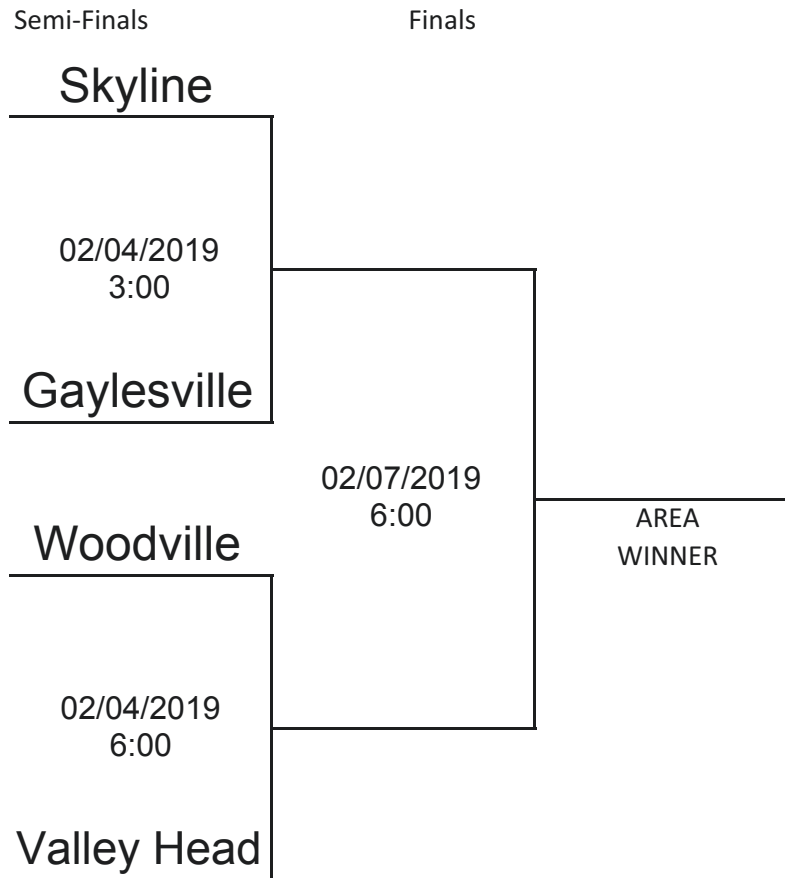 Semi-Finals Finals
Skyline
02/04/2019
3:00
Gaylesville
02/07/2019
6:00
AREA
WINNER
Woodville
02/04/2019
6:00
Valley Head